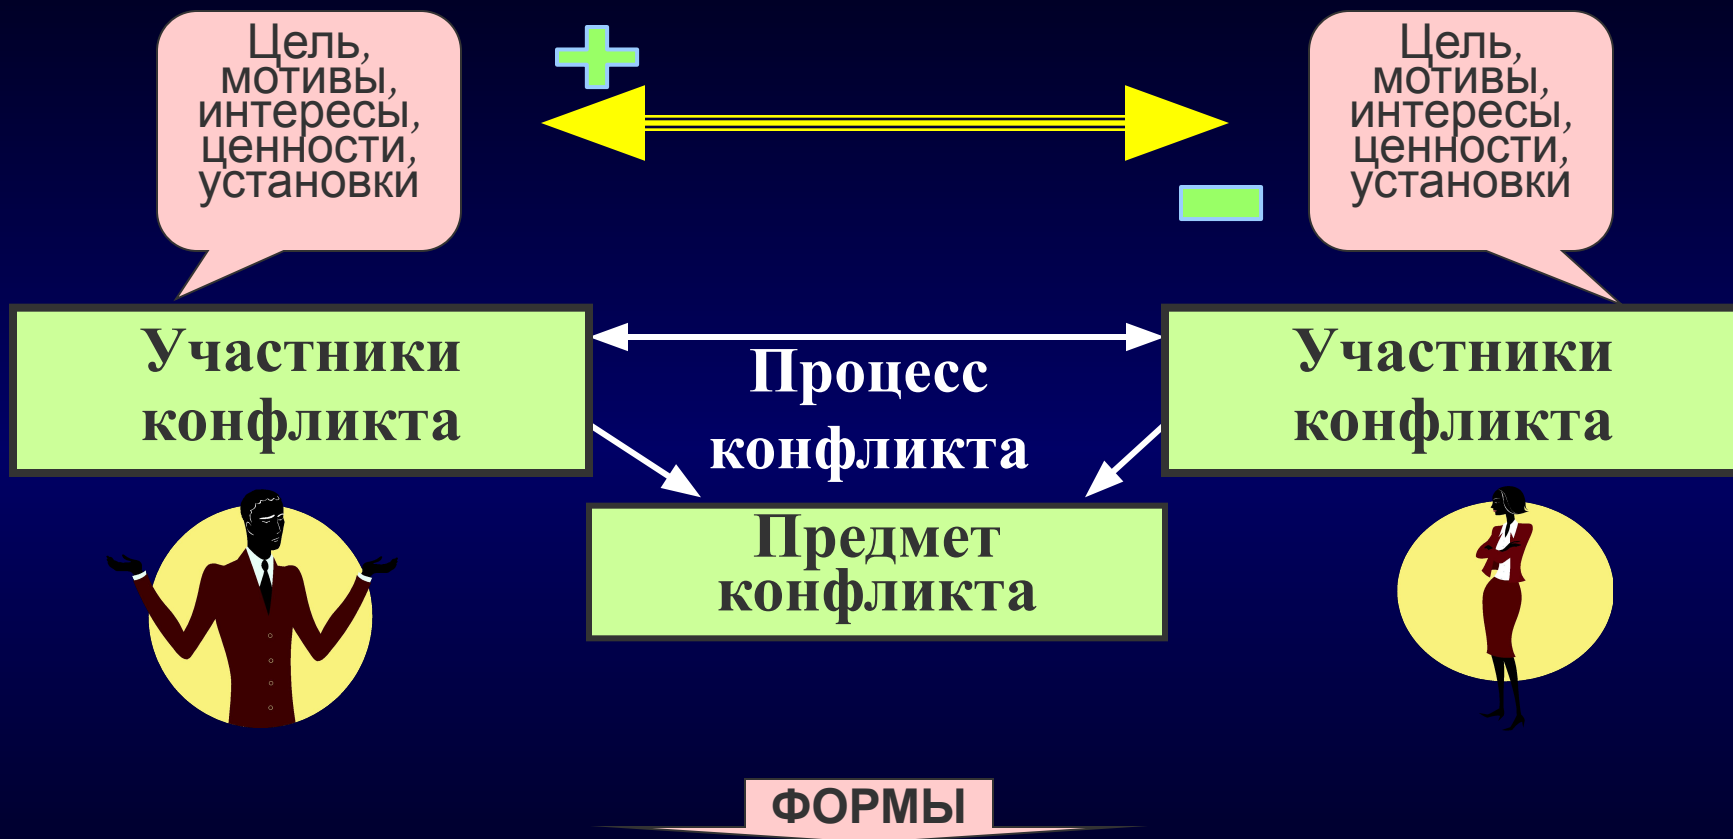 Цель,
мотивы,
интересы,
ценности,
установки
Цель,
мотивы,
интересы,
ценности,
установки
Участники
конфликта
Процесс
конфликта
Участники
конфликта
Предмет
конфликта
ФОРМЫ